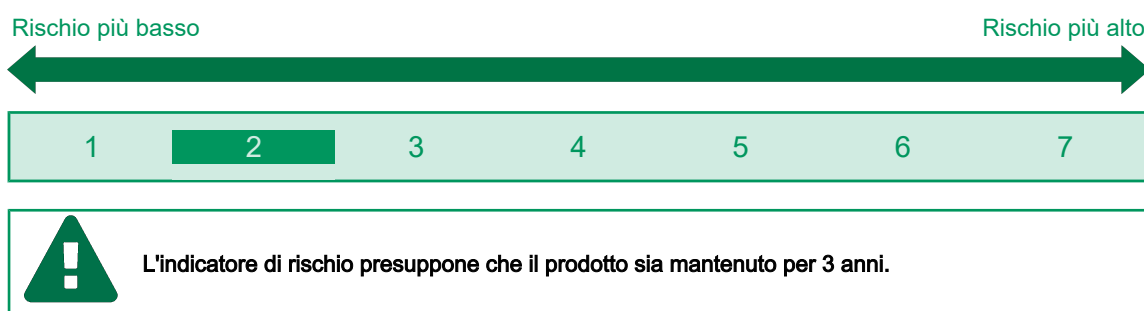 Rischio più basso Rischio più alto
1 2 3 4 5 6 7
L'indicatore di rischio presuppone che il prodotto sia mantenuto per 3 anni.